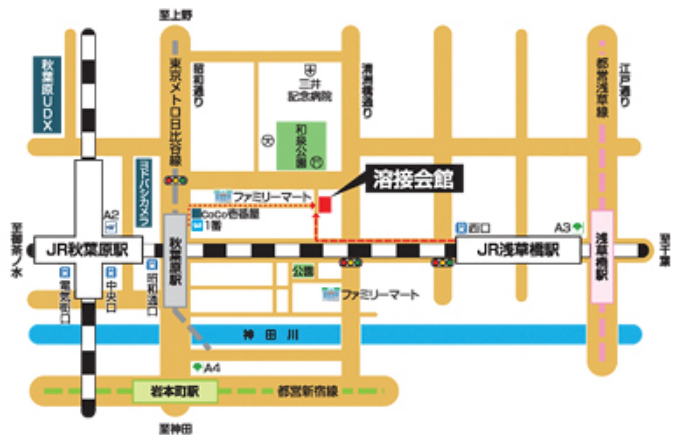 至上野
秋葉原UDX
東京メトロ日比谷線
昭和通り
三井
記念病院
清洲橋通り
都営浅草線
江戸通り
和泉公園
文
ヨドバシカメラ
ファミリーマート
溶接会館
CoCo壱番屋
1番
A2
西口
A3
至御茶ノ水
JR秋葉原駅
秋葉原駅
JR浅草橋駅
浅草橋駅
至千葉
電気街口
中央口
昭和通口
公園
ファミリーマート
神田川
A4
岩本町駅
都営新宿線
至神田